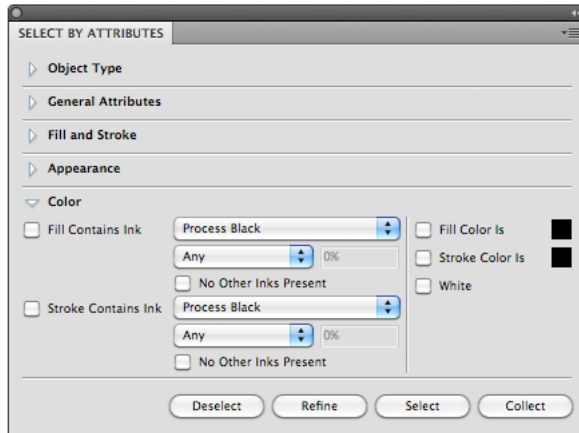 SELECT BY ATTRIBUTES
Object Type
General Attributes
Fill and Stroke
Appearance
Color
Fill Contains Ink Process Black Fill Color Is
Any 0% Stroke Color Is
No Other Inks Present White
Stroke Contains Ink Process Black
Any 0%
No Other Inks Present
Deselect Refine Select Collect